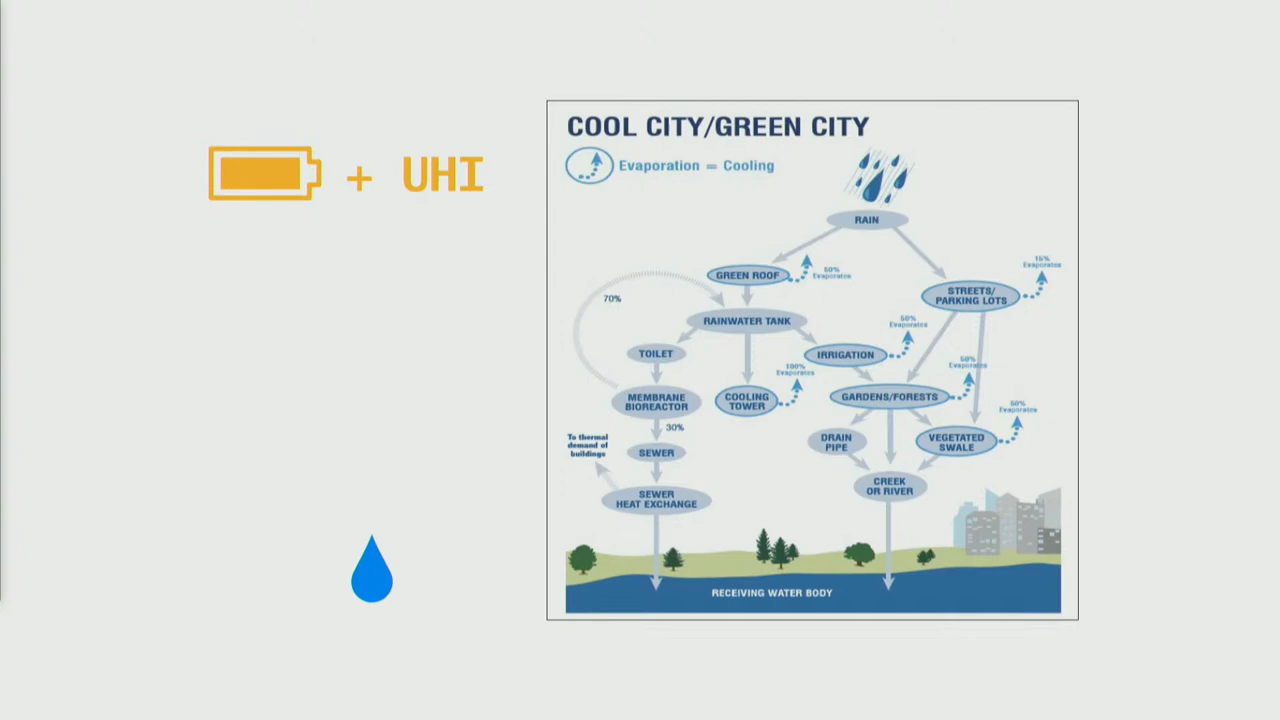 + UHI
COOL CITY/GREEN CITY
Evaporation = Cooling
RAIN
GREEN ROOF
50%
Evaporates
15%
Evaporates
STREETS/
PARKING LOTS
70%
RAINWATER TANK
50%
Evaporates
TOILET
IRRIGATION
100%
Evaporates
50%
Evaporates
MEMBRANE
BIOREACTOR
COOLING
TOWER
GARDENS/FORESTS
50%
Evaporates
30%
To thermal
demand of
buildings
SEWER
DRAIN
PIPE
VEGETATED
SWALE
SEWER
HEAT EXCHANGE
CREEK
OR RIVER
RECEIVING WATER BODY